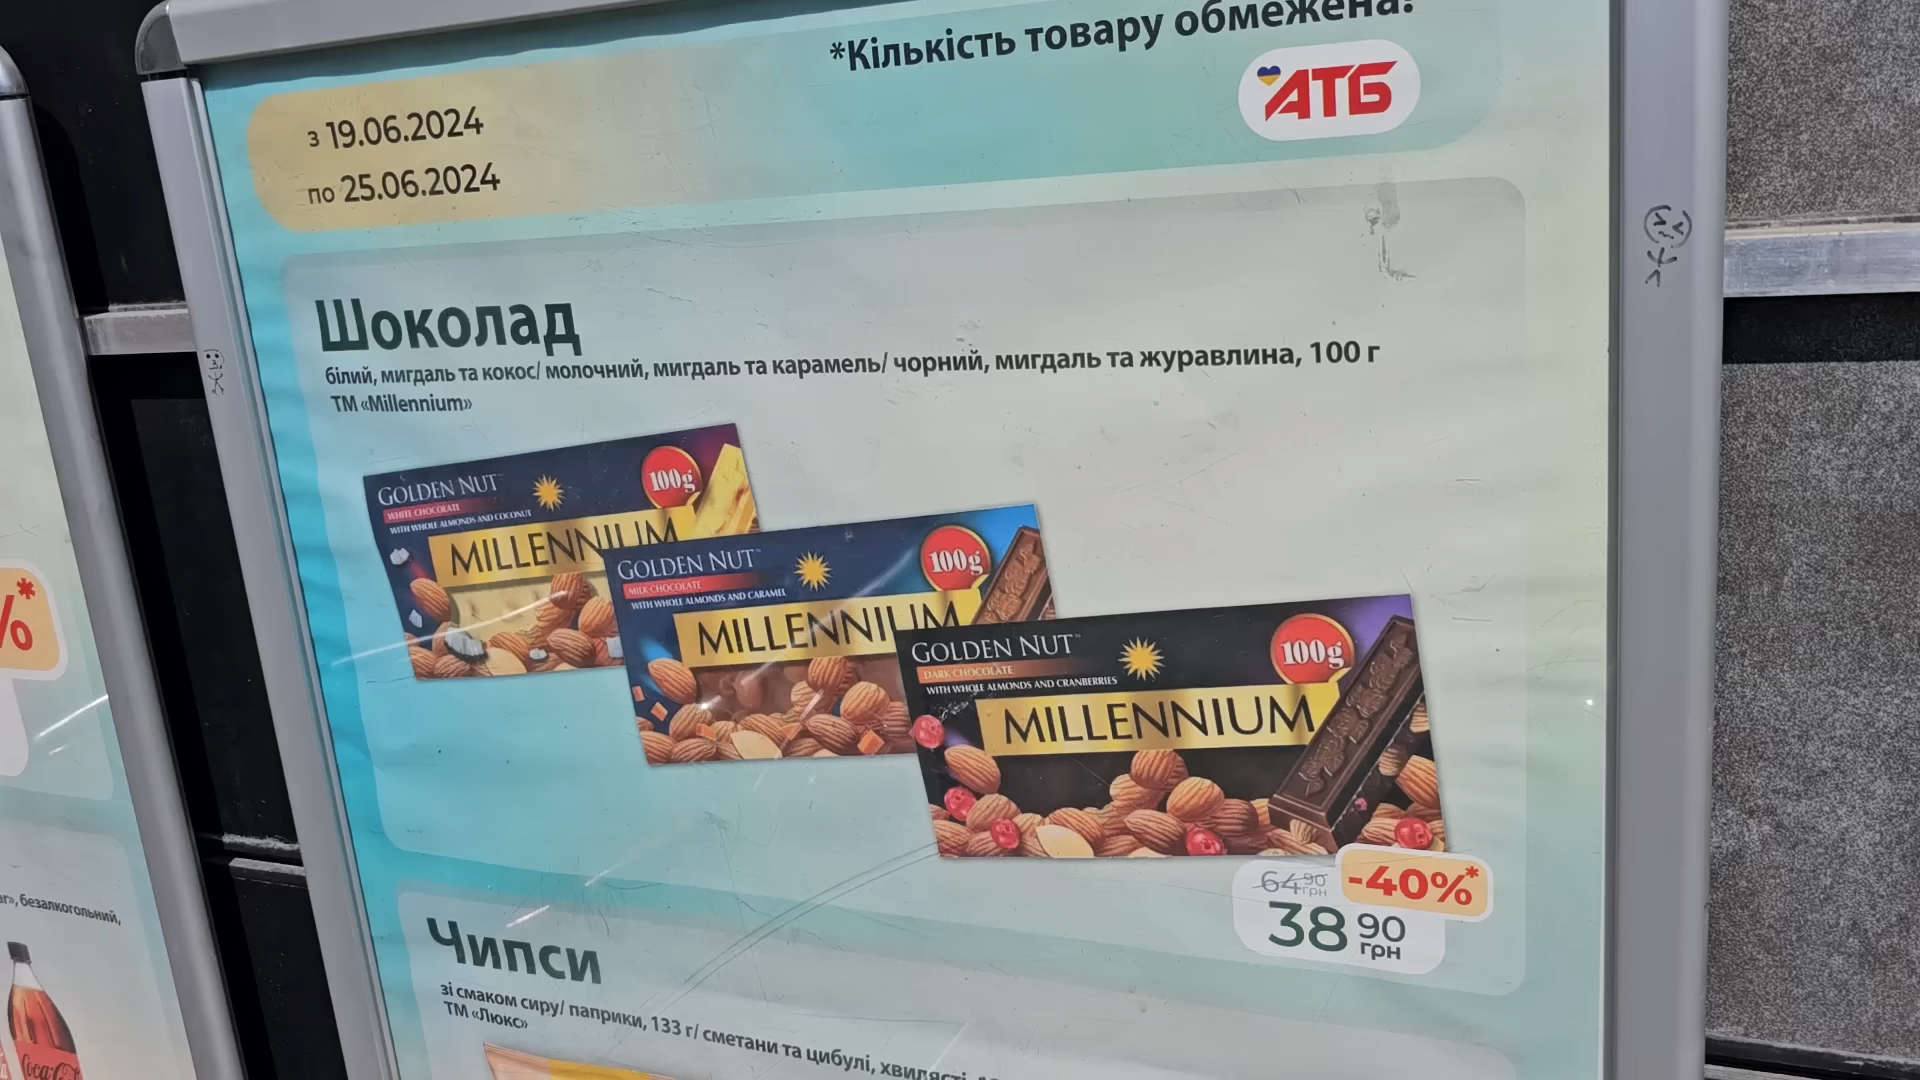 *Кількість товару обмежена!
АТБ
з 19.06.2024
по 25.06.2024
Шоколад
білий, мигдаль та кокос/ молочний, мигдаль та карамель/ чорний, мигдаль та журавлина, 100 г
ТМ «Millennium»
GOLDEN NUT™
WHITE CHOCOLATE
WITH WHOLE ALMONDS AND COCONUT
100g
MILLENNIUM
GOLDEN NUT™
MILK CHOCOLATE
WITH WHOLE ALMONDS AND CARAMEL
100g
MILLENNIUM
GOLDEN NUT™
DARK CHOCOLATE
WITH WHOLE ALMONDS AND CRANBERRIES
100g
MILLENNIUM
64 90 грн
-40%*
38 90 грн
Чипси
зі смаком сиру/ паприки, 133 г/ сметани та цибулі,
ТМ «Люкс»
%*
безалкогольний,